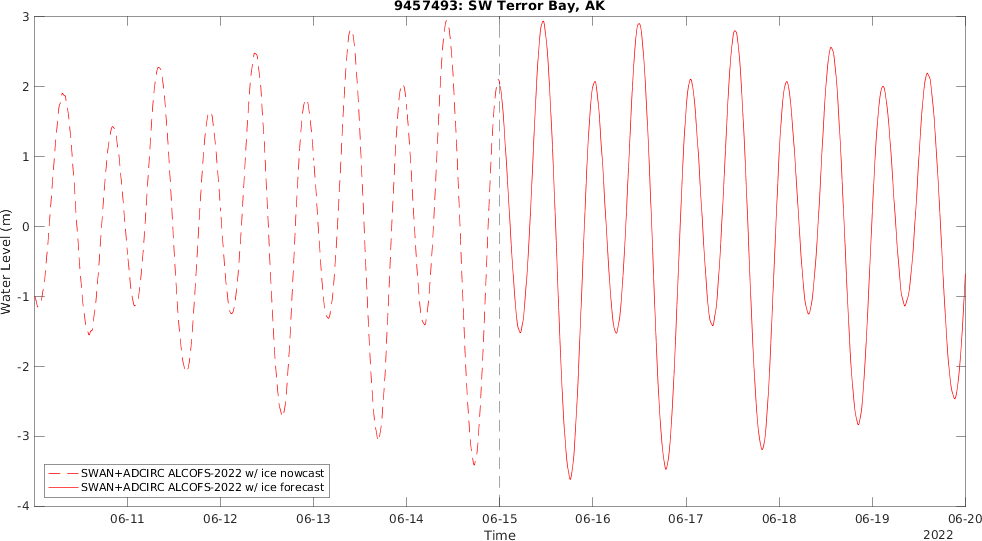 9457493: SW Terror Bay, AK
3
2
1
0
-1
-2
-3
-4
Water Level (m)
SWAN+ADCIRC ALCOFS-2022 w/ ice nowcast
SWAN+ADCIRC ALCOFS-2022 w/ ice forecast
06-11 06-12 06-13 06-14 06-15 06-16 06-17 06-18 06-19 06-20
Time
2022